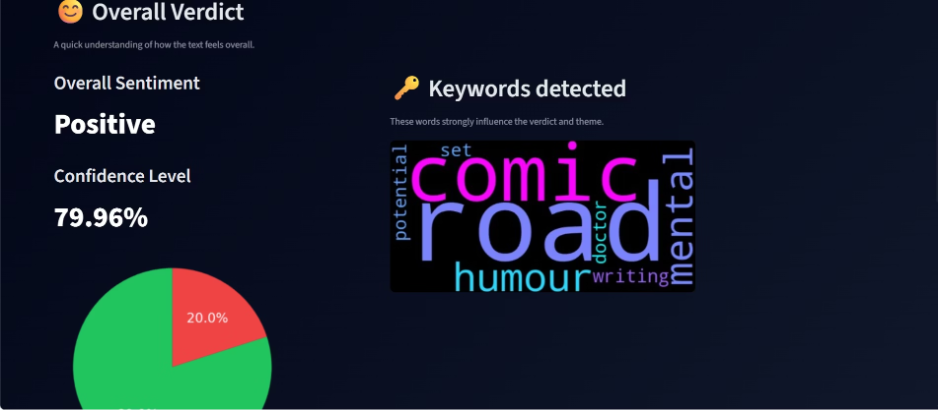 😊 Overall Verdict
A quick understanding of how the text feels overall.
Overall Sentiment
Positive
Confidence Level
79.96%
20.0%
🔑 Keywords detected
These words strongly influence the verdict and theme.
potential
set
comic
road
doctor
mental
humour
writing